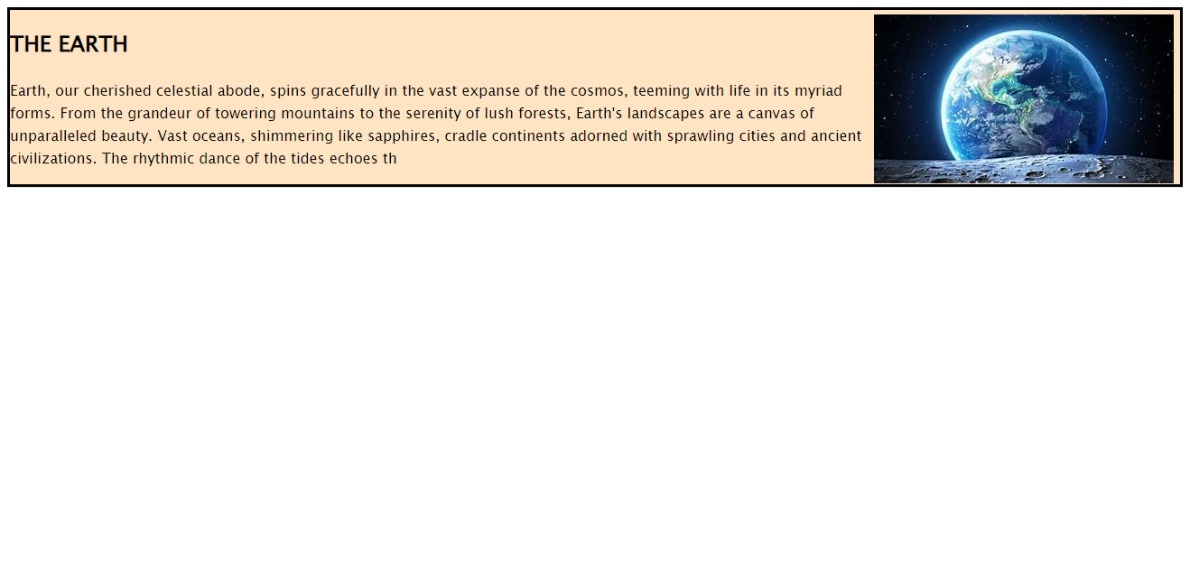 THE EARTH
Earth, our cherished celestial abode, spins gracefully in the vast expanse of the cosmos, teeming with life in its myriad
forms. From the grandeur of towering mountains to the serenity of lush forests, Earth's landscapes are a canvas of
unparalleled beauty. Vast oceans, shimmering like sapphires, cradle continents adorned with sprawling cities and ancient
civilizations. The rhythmic dance of the tides echoes th